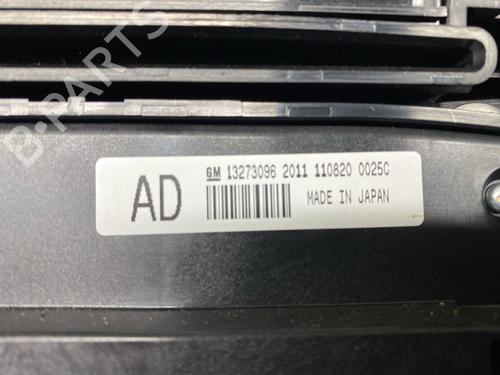 AD
GM 13273096 2011 110820 0025C
MADE IN JAPAN
B-PARTS